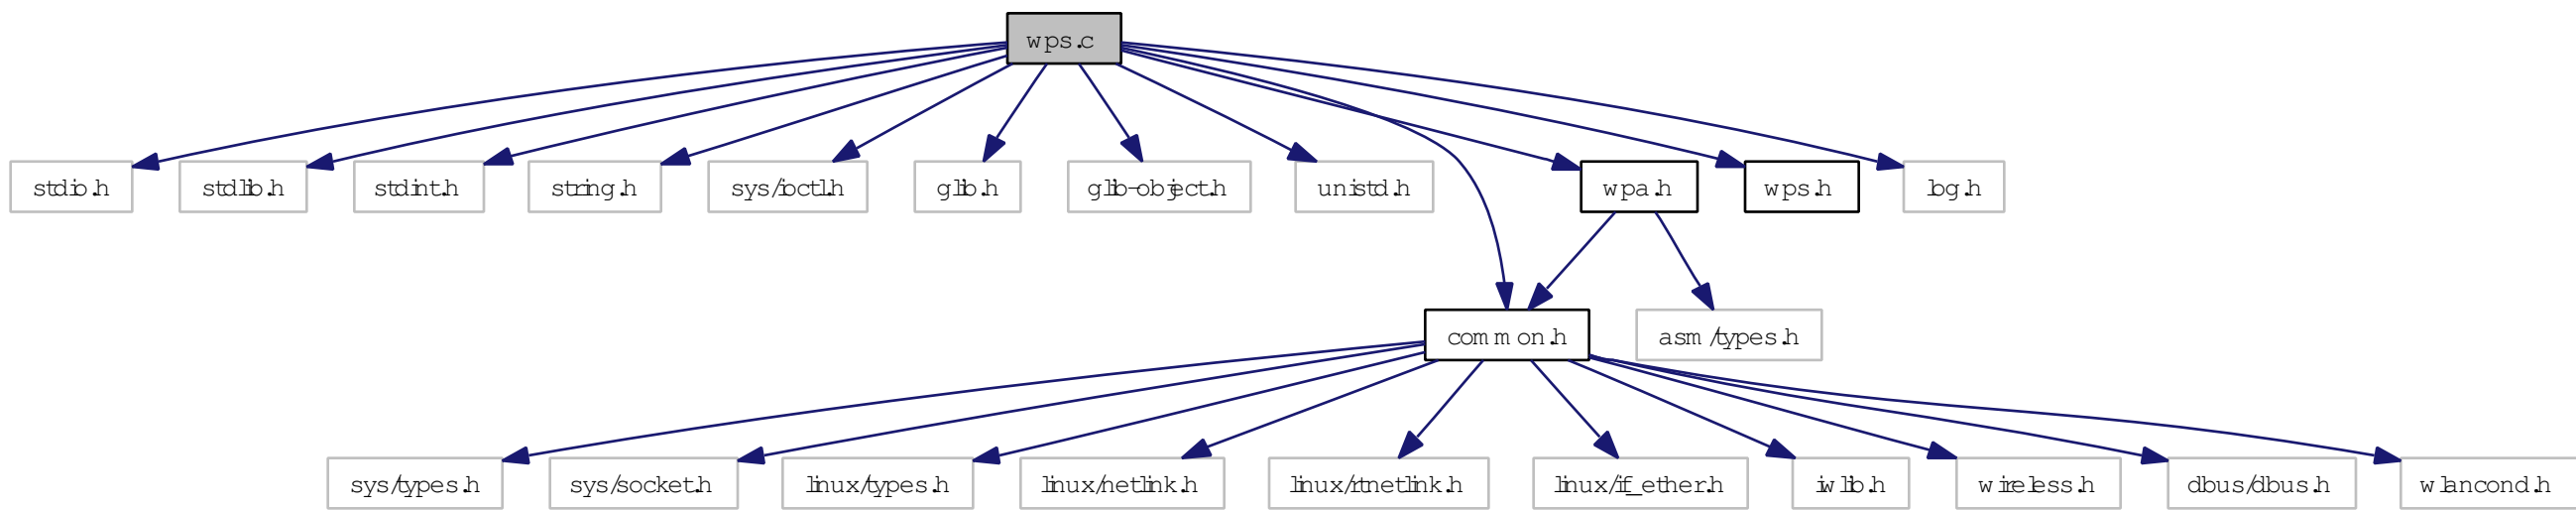 wps.c
stdio.h
stdlib.h
stdint.h
string.h
sys/ioctl.h
glib.h
glib-object.h
unistd.h
wpa.h
wps.h
log.h
common.h
asm/types.h
sys/types.h
sys/socket.h
linux/types.h
linux/netlink.h
linux/rtnetlink.h
linux/if_ether.h
iwlib.h
wireless.h
dbus/dbus.h
wlancond.h